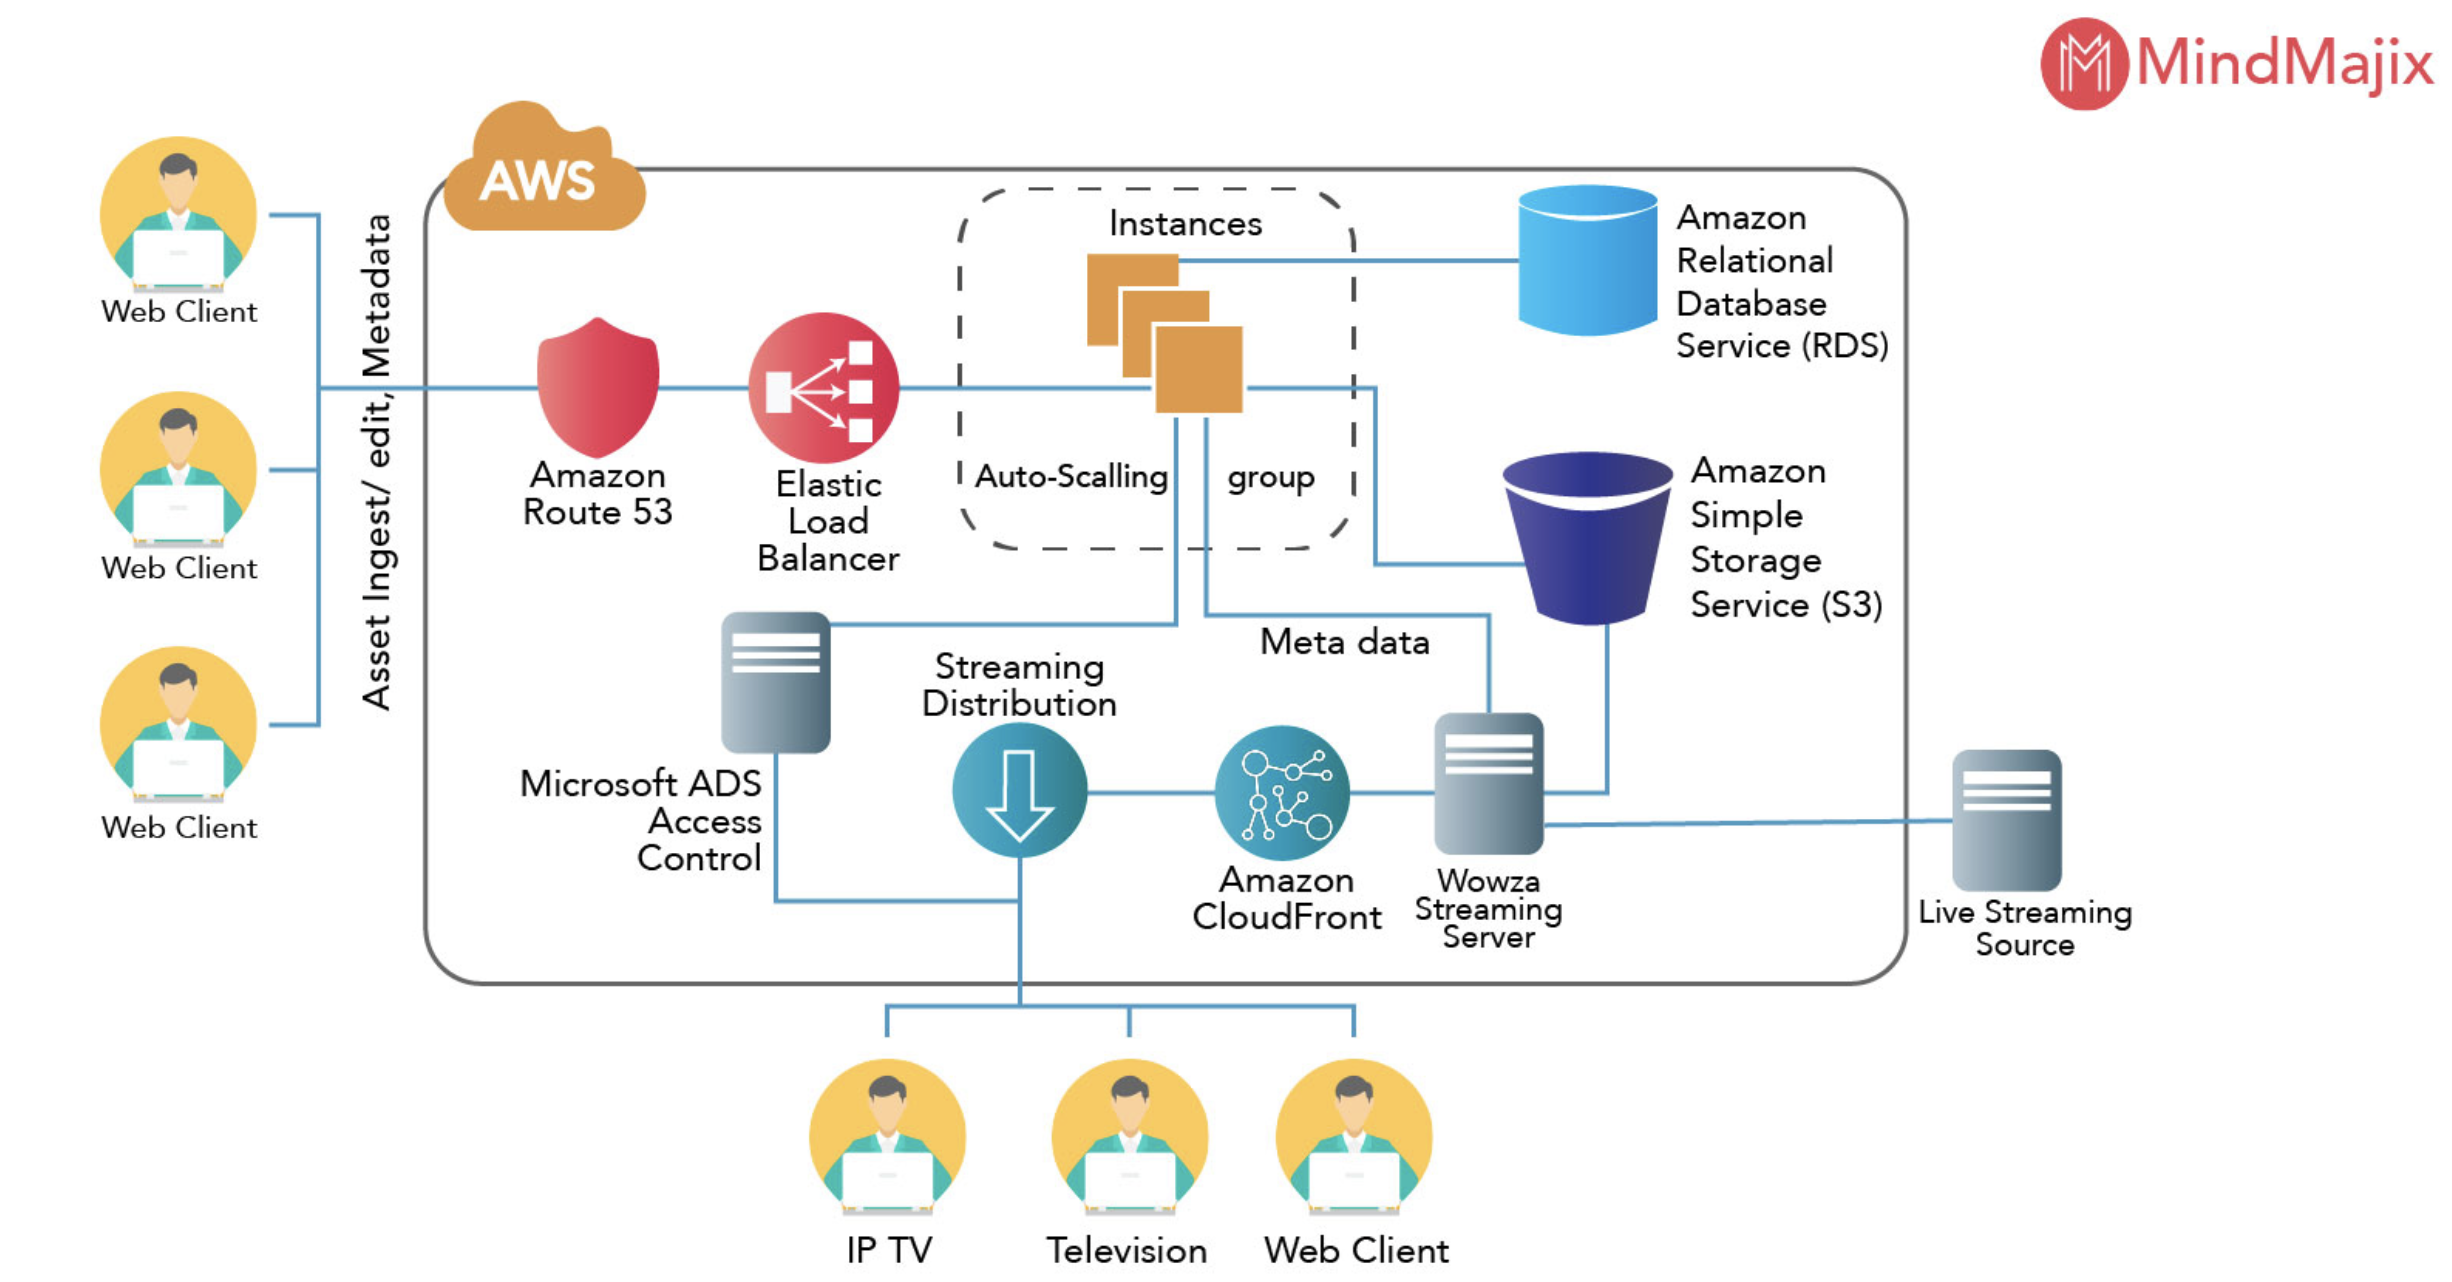 MindMajix
AWS
Web Client
Web Client
Web Client
Asset Ingest/ edit, Metadata
Amazon
Route 53
Elastic
Load
Balancer
Instances
Auto-Scalling group
Amazon
Relational
Database
Service (RDS)
Amazon
Simple
Storage
Service (S3)
Meta data
Microsoft ADS
Access
Control
Streaming
Distribution
Amazon
CloudFront
Wowza
Streaming
Server
Live Streaming
Source
IP TV
Television
Web Client